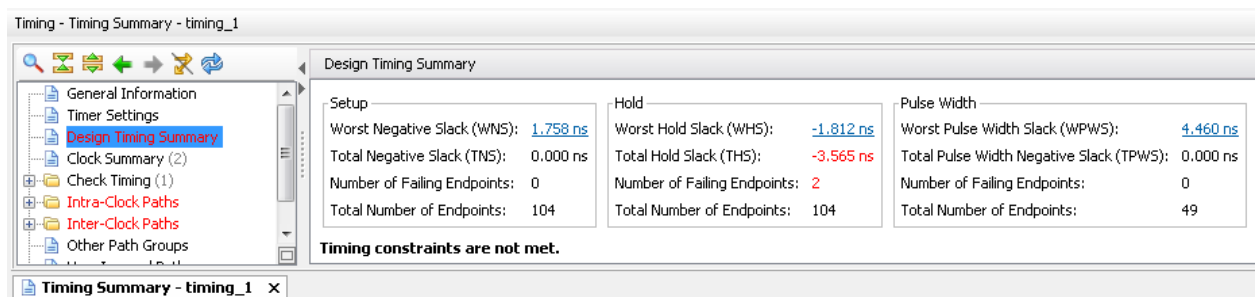 Timing - Timing Summary - timing_1
General Information
Timer Settings
Design Timing Summary
Clock Summary (2)
Check Timing (1)
Intra-Clock Paths
Inter-Clock Paths
Other Path Groups
Design Timing Summary
Setup
Worst Negative Slack (WNS): 1.758 ns
Total Negative Slack (TNS): 0.000 ns
Number of Failing Endpoints: 0
Total Number of Endpoints: 104
Hold
Worst Hold Slack (WHS): -1.812 ns
Total Hold Slack (THS): -3.565 ns
Number of Failing Endpoints: 2
Total Number of Endpoints: 104
Pulse Width
Worst Pulse Width Slack (WPWS): 4.460 ns
Total Pulse Width Negative Slack (TPWS): 0.000 ns
Number of Failing Endpoints: 0
Total Number of Endpoints: 49
Timing constraints are not met.
Timing Summary - timing_1